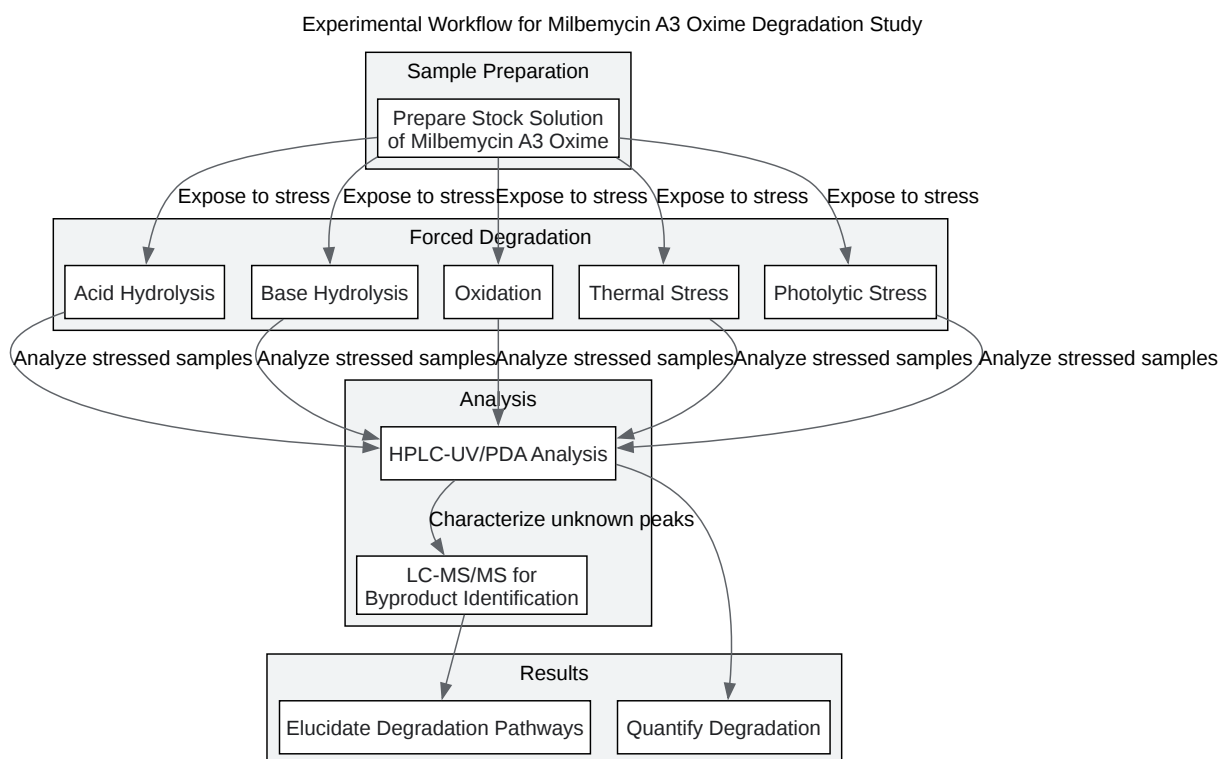 Experimental Workflow for Milbemycin A3 Oxime Degradation Study
Sample Preparation
Prepare Stock Solution
of Milbemycin A3 Oxime
Expose to stress
Expose to stress
Expose to stress
Expose to stress
Expose to stress
Forced Degradation
Acid Hydrolysis
Base Hydrolysis
Oxidation
Thermal Stress
Photolytic Stress
Analyze stressed samples
Analyze stressed samples
Analyze stressed samples
Analyze stressed samples
Analyze stressed samples
Analysis
HPLC-UV/PDA Analysis
Characterize unknown peaks
LC-MS/MS for
Byproduct Identification
Results
Elucidate Degradation Pathways
Quantify Degradation